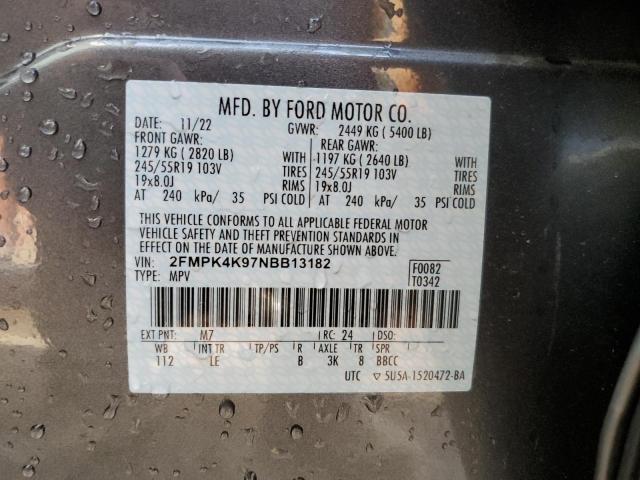 MFD. BY FORD MOTOR CO.
DATE: 11/22 GVWR: 2449 KG ( 5400 LB)
FRONT GAWR: REAR GAWR:
1279 KG ( 2820 LB) WITH 1197 KG ( 2640 LB) WITH
245/55R19 103V TIRES 245/55R19 103V TIRES
19x8.0J RIMS 19x8.0J RIMS
AT 240 kPa/ 35 PSI COLD AT 240 kPa/ 35 PSI COLD
THIS VEHICLE CONFORMS TO ALL APPLICABLE FEDERAL MOTOR
VEHICLE SAFETY AND THEFT PREVENTION STANDARDS IN
EFFECT ON THE DATE OF MANUFACTURE SHOWN ABOVE.
VIN: 2FMPK4K97NBB13182 F0082
TYPE: MPV T0342
EXT PNT: M7 RC: 24 DSO:
WB INT TR TP/PS R AXLE TR SPR
112 LE B 3K 8 BBCC
UTC ▽ 5U5A-1520472-BA